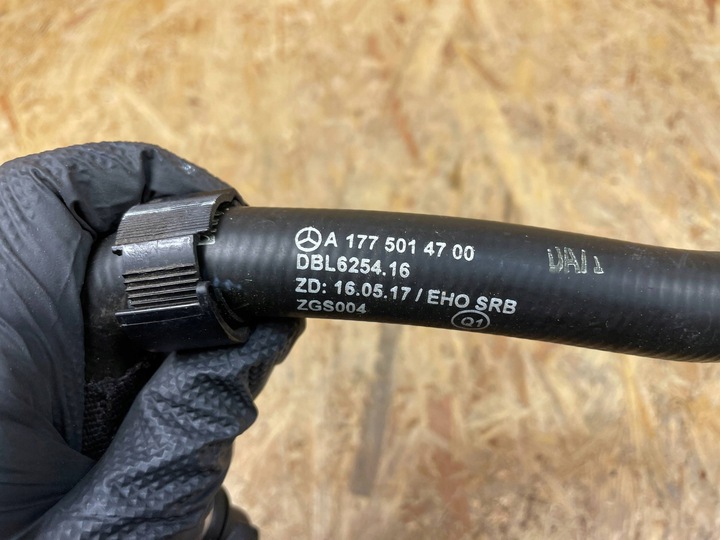 A 177 501 47 00
DBL6254.16
ZD: 16.05.17 / EHO SRB
ZGS004
Q1